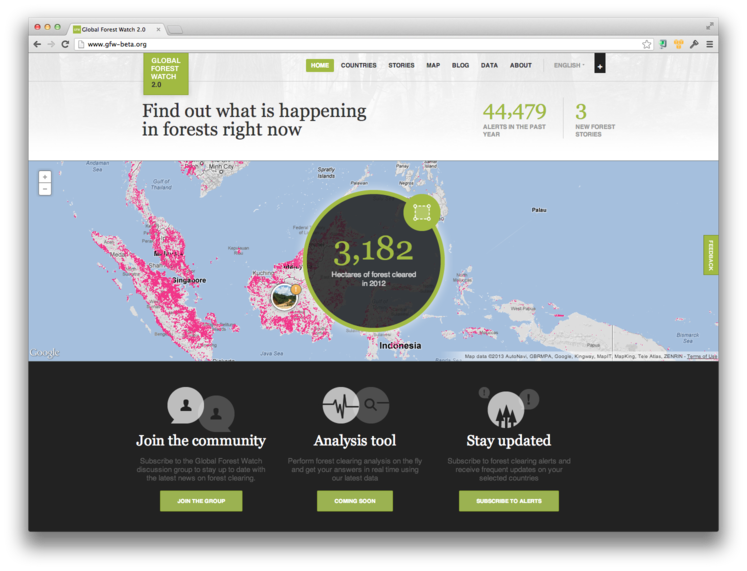 Global Forest Watch 2.0
www.gfw-beta.org
GLOBAL
FOREST
WATCH
2.0
HOME COUNTRIES STORIES MAP BLOG DATA ABOUT ENGLISH +
Find out what is happening
in forests right now
44,479
ALERTS IN THE PAST
YEAR
3
NEW FOREST
STORIES
Andaman
Sea
Gulf of
Thailand
Minh City
Spratly
Islands
Palawan
Negros
Palau
Malaysia
Singapore
Kuching
Java Sea
Indonesia
West Papua
Papua
Bismarck
Sea
+
−
3,182
Hectares of forest cleared
in 2012
FEEDBACK
Google
Map data ©2013 AutoNavi, GBRMPA, Google, Kingway, MapIT, MapKing, Tele Atlas, ZENRIN - Terms of Use
Join the community
Subscribe to the Global Forest Watch
discussion group to stay up to date with
the latest news on forest clearing.
JOIN THE GROUP
Analysis tool
Perform forest clearing analysis on the fly
and get your answers in real time using
our latest data
COMING SOON
Stay updated
Subscribe to forest clearing alerts and
receive frequent updates on your
selected countries
SUBSCRIBE TO ALERTS